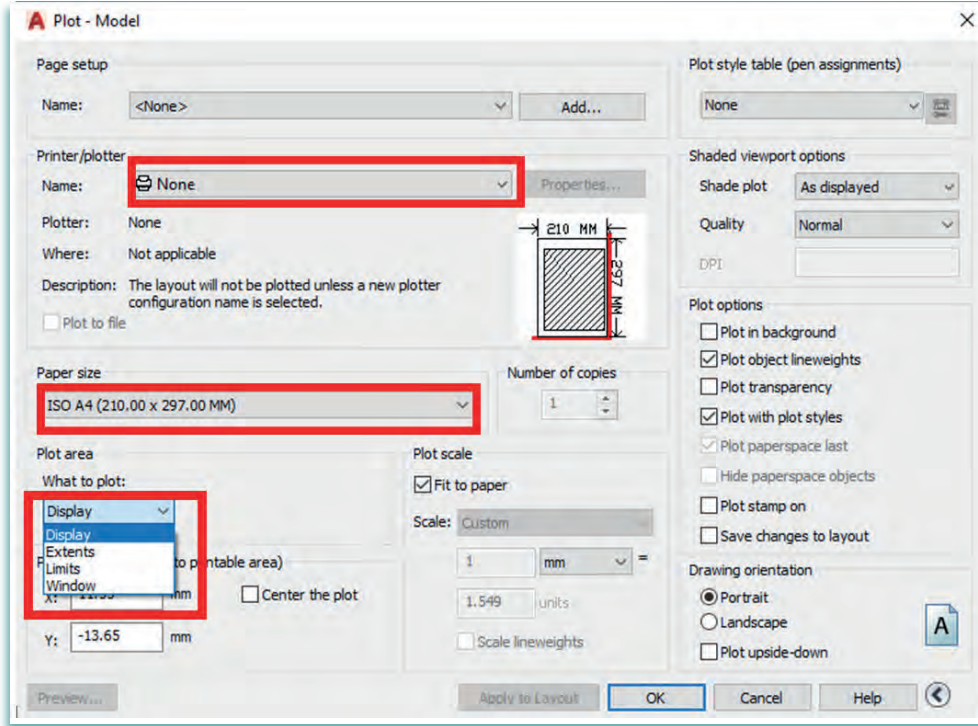 Plot - Model
Page setup
Name: <None> Add...
Plot style table (pen assignments)
None
Printer/plotter
Name: None Properties...
Plotter: None
Where: Not applicable
Description: The layout will not be plotted unless a new plotter
configuration name is selected.
Plot to file
210 MM
297 MM
Shaded viewport options
Shade plot As displayed
Quality Normal
DPI
Paper size
ISO A4 (210.00 x 297.00 MM)
Number of copies
1
Plot area
What to plot:
Display
Display
Extents
Limits
Window
to printable area)
X: mm
Center the plot
Y: -13.65 mm
Plot scale
Fit to paper
Scale: Custom
1 mm =
1.549 units
Scale lineweights
Plot options
Plot in background
Plot object lineweights
Plot transparency
Plot with plot styles
Plot paperspace last
Hide paperspace objects
Plot stamp on
Save changes to layout
Drawing orientation
Portrait
Landscape
Plot upside-down
A
Preview... Apply to Layout OK Cancel Help